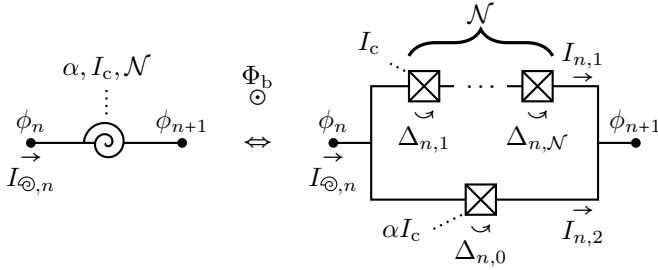 𝒩
I_c
I_{n,1}
→
α, I_c, 𝒩
Φ_b
⊙
. . .
ϕ_n
ϕ_{n+1}
⇔
ϕ_n
Δ_{n,1}
Δ_{n,𝒩}
ϕ_{n+1}
→
I_{꩜,n}
→
I_{꩜,n}
αI_c
Δ_{n,0}
→
I_{n,2}